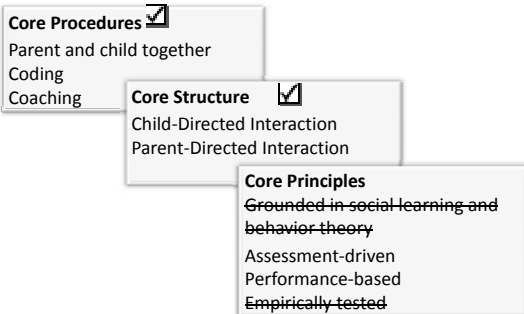 Core Procedures
Parent and child together
Coding
Coaching
Core Structure
Child-Directed Interaction
Parent-Directed Interaction
Core Principles
Grounded in social learning and
behavior theory
Assessment-driven
Performance-based
Empirically tested